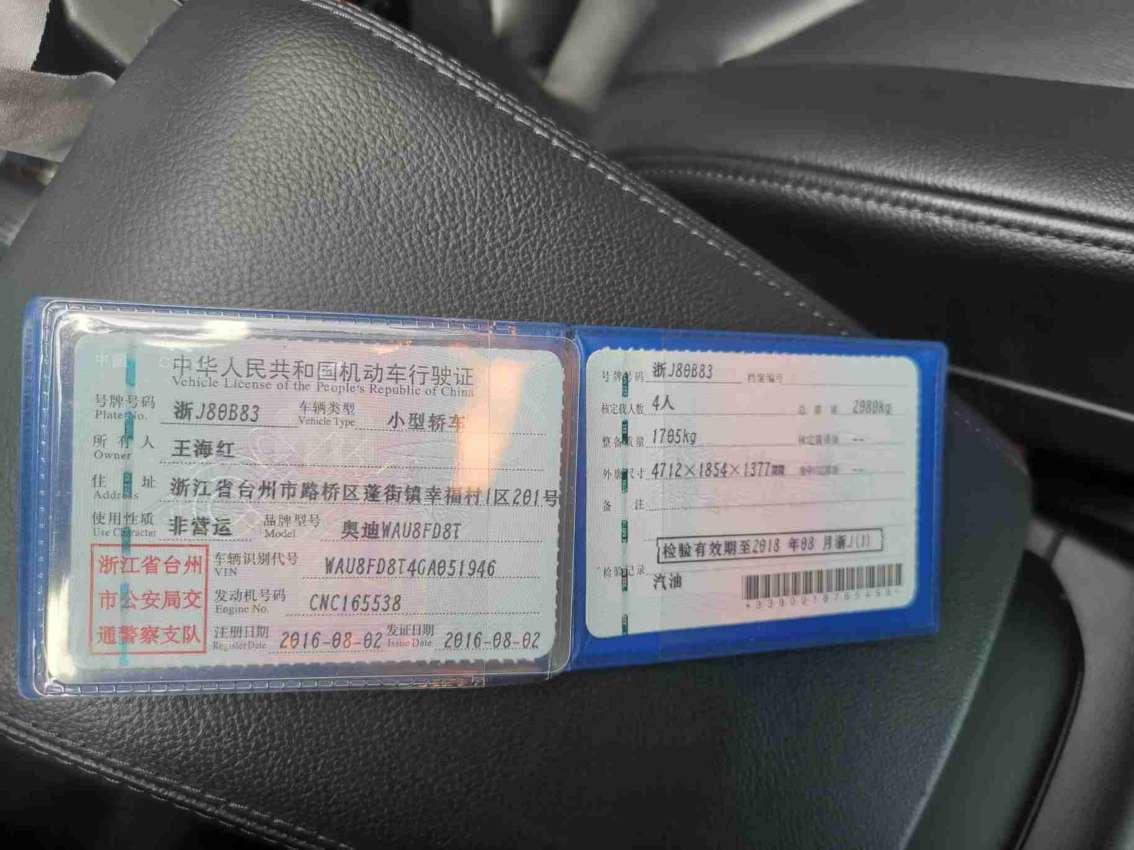 中华人民共和国机动车行驶证
Vehicle License of the People's Republic of China
号牌号码 浙J80B83 车辆类型 小型轿车
Plate No. Vehicle Type
所有人 王海红
Owner
住址 浙江省台州市路桥区蓬街镇幸福村1区201号
Address
使用性质 非营运 品牌型号 奥迪WAU8FD8T
Use Character Model
浙江省台州
市公安局交
通警察支队
车辆识别代号 WAU8FD8T4GA051946
VIN
发动机号码 CNC165538
Engine No.
注册日期 2016-08-02 发证日期 2016-08-02
Register Date Issue Date
号牌号码 浙J80B83 档案编号
核定载人数 4人 总质量 2080kg
整备质量 1705kg 核定载质量 --
外廓尺寸 4712×1854×1377 --
备注
检验有效期至2018年08月浙J(1)
检验记录
汽油